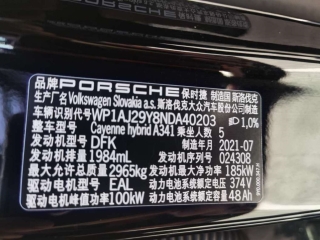 品牌 PORSCHE 保时捷 制造国 斯洛伐克
生产厂名 Volkswagen Slovakia a.s. 斯洛伐克大众汽车股份公司制造
车辆识别代号 WP1AJ29Y8NDA40203 1,0%
车辆型号 Cayenne hybrid A341 乘坐人数 5
发动机型号 DFK 制造年月 2021-07
发动机排量 1984mL 发动机号 024308
最大允许总质量 2965kg 发动机最大净功率 185kW
驱动电机型号 EAL 动力电池系统额定电压 374V
驱动电机峰值功率 100kW 动力电池系统额定容量 48Ah